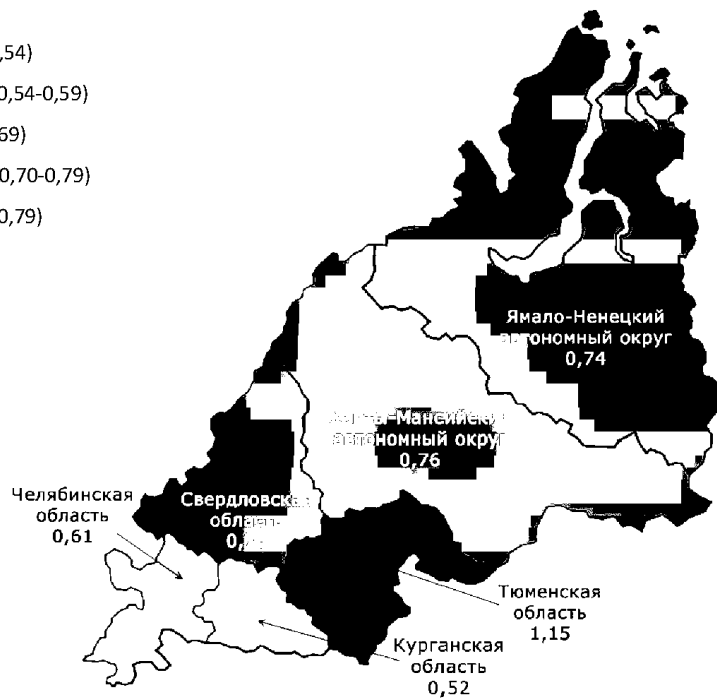 ,54)
0,54-0,59)
69)
0,70-0,79)
0,79)
Ямало-Ненецкий
автономный округ
0,74
автономный округ
0,76
Челябинская
область
0,61
Свердловская
область
Тюменская
область
1,15
Курганская
область
0,52